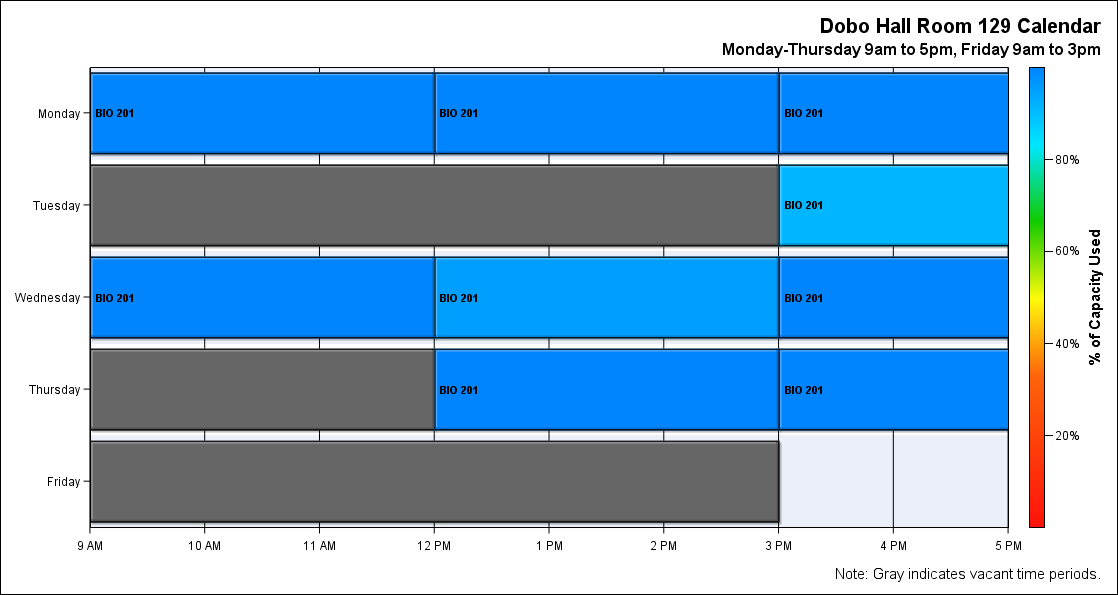 Dobo Hall Room 129 Calendar
Monday-Thursday 9am to 5pm, Friday 9am to 3pm
Monday
BIO 201
BIO 201
BIO 201
80%
Tuesday
BIO 201
60%
% of Capacity Used
Wednesday
BIO 201
BIO 201
BIO 201
40%
Thursday
BIO 201
BIO 201
20%
Friday
9 AM 10 AM 11 AM 12 PM 1 PM 2 PM 3 PM 4 PM 5 PM
Note: Gray indicates vacant time periods.